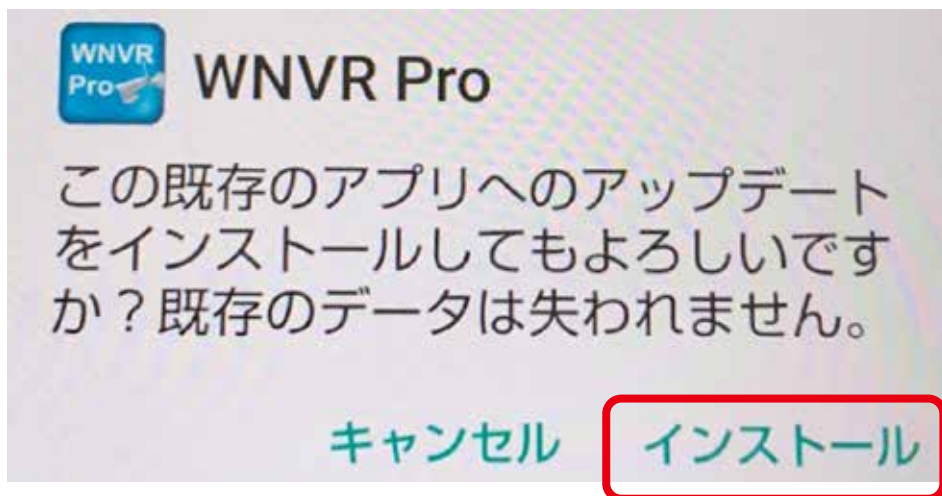 WNVR
Pro
WNVR Pro
この既存のアプリへのアップデート
をインストールしてもよろしいです
か？既存のデータは失われません。
キャンセル
インストール